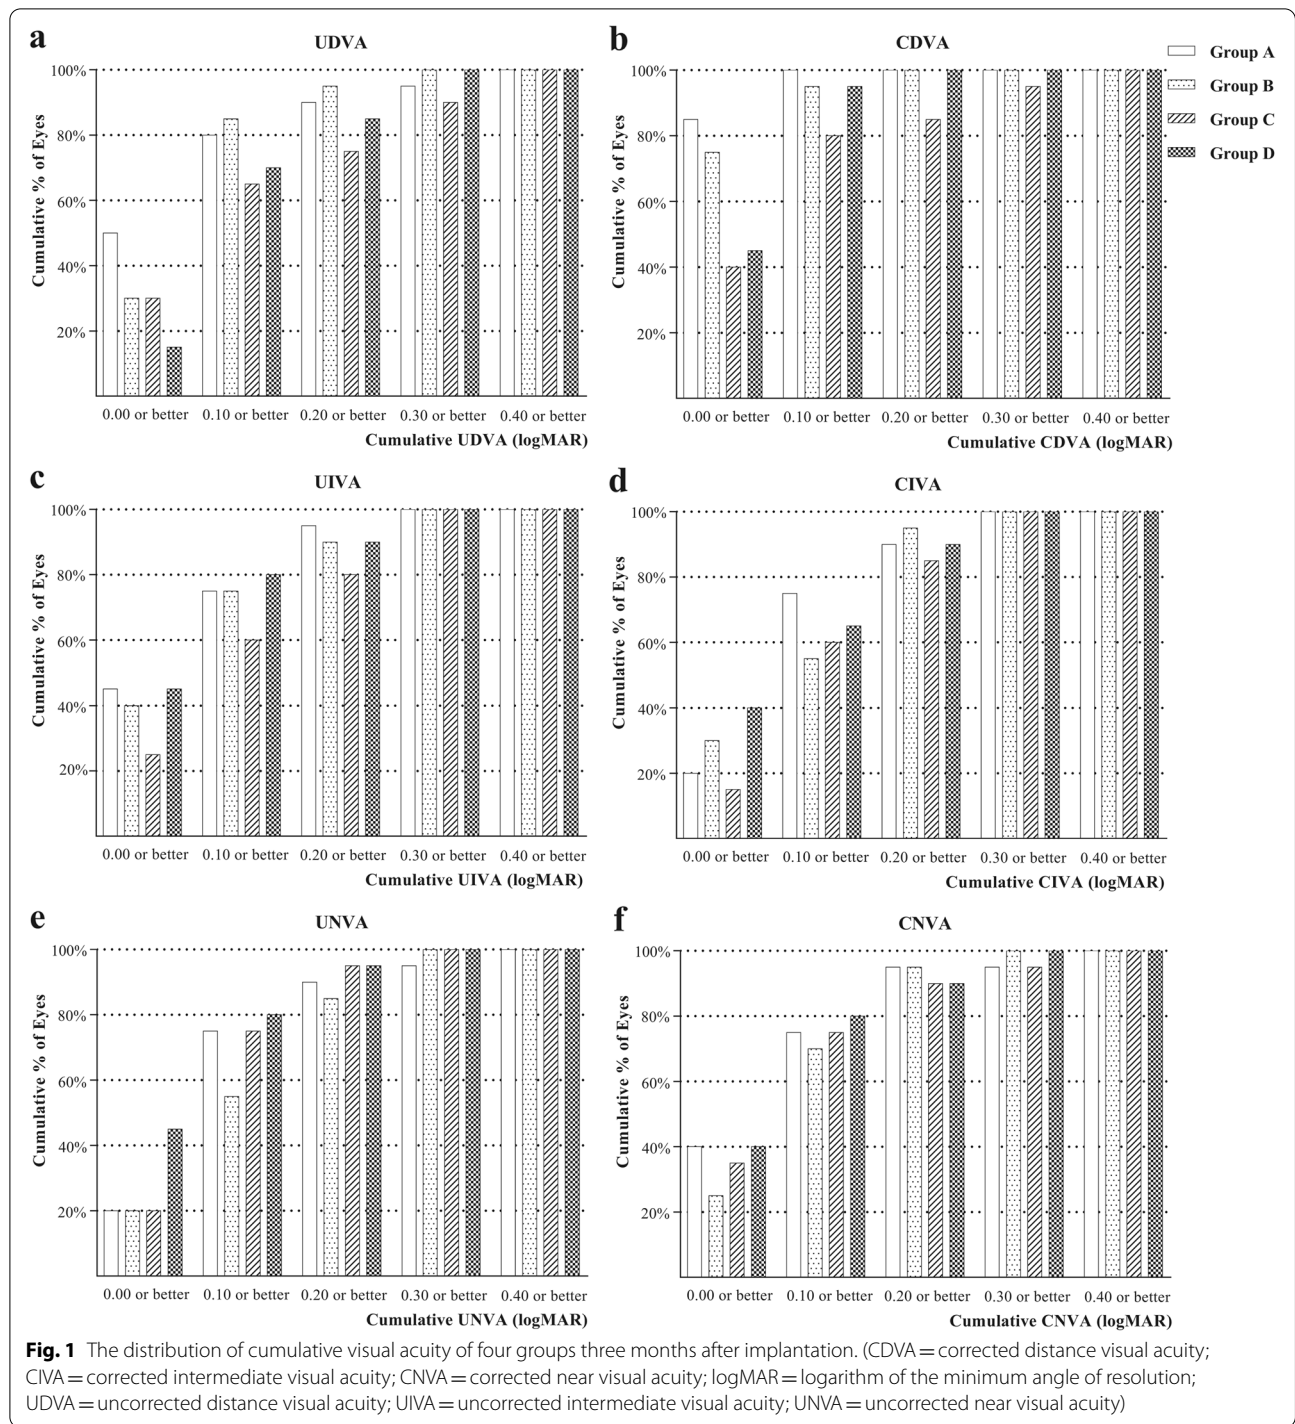 a
UDVA
100%
80%
60%
40%
20%
Cumulative % of Eyes
0.00 or better 0.10 or better 0.20 or better 0.30 or better 0.40 or better
Cumulative UDVA (logMAR)
b
CDVA
100%
80%
60%
40%
20%
Cumulative % of Eyes
0.00 or better 0.10 or better 0.20 or better 0.30 or better 0.40 or better
Cumulative CDVA (logMAR)
Group A
Group B
Group C
Group D
c
UIVA
100%
80%
60%
40%
20%
Cumulative % of Eyes
0.00 or better 0.10 or better 0.20 or better 0.30 or better 0.40 or better
Cumulative UIVA (logMAR)
d
CIVA
100%
80%
60%
40%
20%
Cumulative % of Eyes
0.00 or better 0.10 or better 0.20 or better 0.30 or better 0.40 or better
Cumulative CIVA (logMAR)
e
UNVA
100%
80%
60%
40%
20%
Cumulative % of Eyes
0.00 or better 0.10 or better 0.20 or better 0.30 or better 0.40 or better
Cumulative UNVA (logMAR)
f
CNVA
100%
80%
60%
40%
20%
Cumulative % of Eyes
0.00 or better 0.10 or better 0.20 or better 0.30 or better 0.40 or better
Cumulative CNVA (logMAR)
Fig. 1 The distribution of cumulative visual acuity of four groups three months after implantation. (CDVA = corrected distance visual acuity;
CIVA = corrected intermediate visual acuity; CNVA = corrected near visual acuity; logMAR = logarithm of the minimum angle of resolution;
UDVA = uncorrected distance visual acuity; UIVA = uncorrected intermediate visual acuity; UNVA = uncorrected near visual acuity)